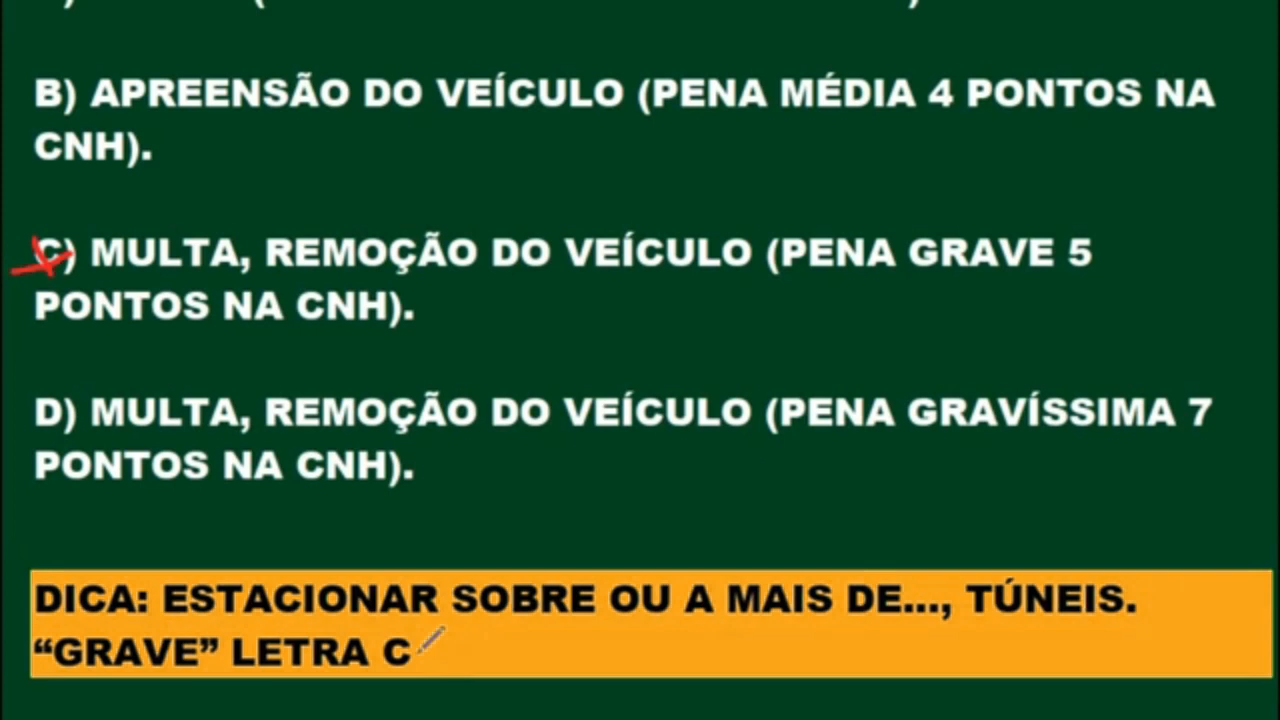 B) APREENSÃO DO VEÍCULO (PENA MÉDIA 4 PONTOS NA
CNH).
C) MULTA, REMOÇÃO DO VEÍCULO (PENA GRAVE 5
PONTOS NA CNH).
D) MULTA, REMOÇÃO DO VEÍCULO (PENA GRAVÍSSIMA 7
PONTOS NA CNH).
DICA: ESTACIONAR SOBRE OU A MAIS DE..., TÚNEIS.
“GRAVE” LETRA C